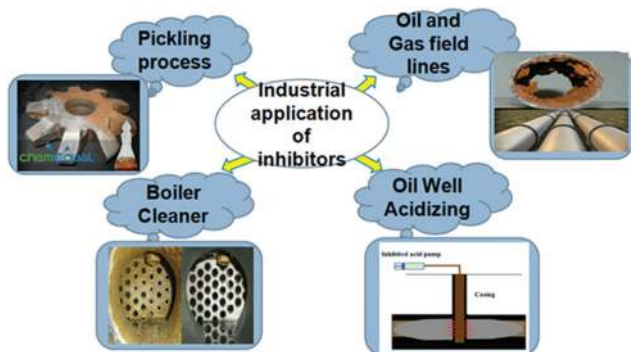 Pickling
process
Oil and
Gas field
lines
Industrial
application
of
inhibitors
Boiler
Cleaner
Oil Well
Acidizing
Inhibited acid pump
Casing